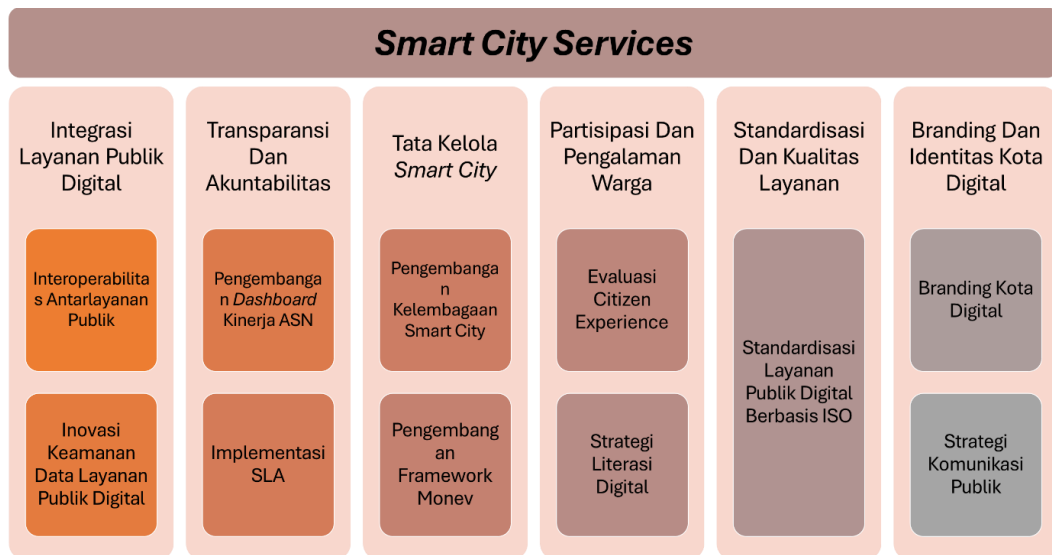 Smart City Services
Integrasi
Layanan Publik
Digital
Interoperabilita
s Antarlayanan
Publik
Inovasi
Keamanan
Data Layanan
Publik Digital
Transparansi
Dan
Akuntabilitas
Pengembanga
n Dashboard
Kinerja ASN
Implementasi
SLA
Tata Kelola
Smart City
Pengembanga
n
Kelembagaan
Smart City
Pengembang
an
Framework
Monev
Partisipasi Dan
Pengalaman
Warga
Evaluasi
Citizen
Experience
Strategi
Literasi
Digital
Standardisasi
Dan Kualitas
Layanan
Standardisasi
Layanan
Publik Digital
Berbasis ISO
Branding Dan
Identitas Kota
Digital
Branding Kota
Digital
Strategi
Komunikasi
Publik